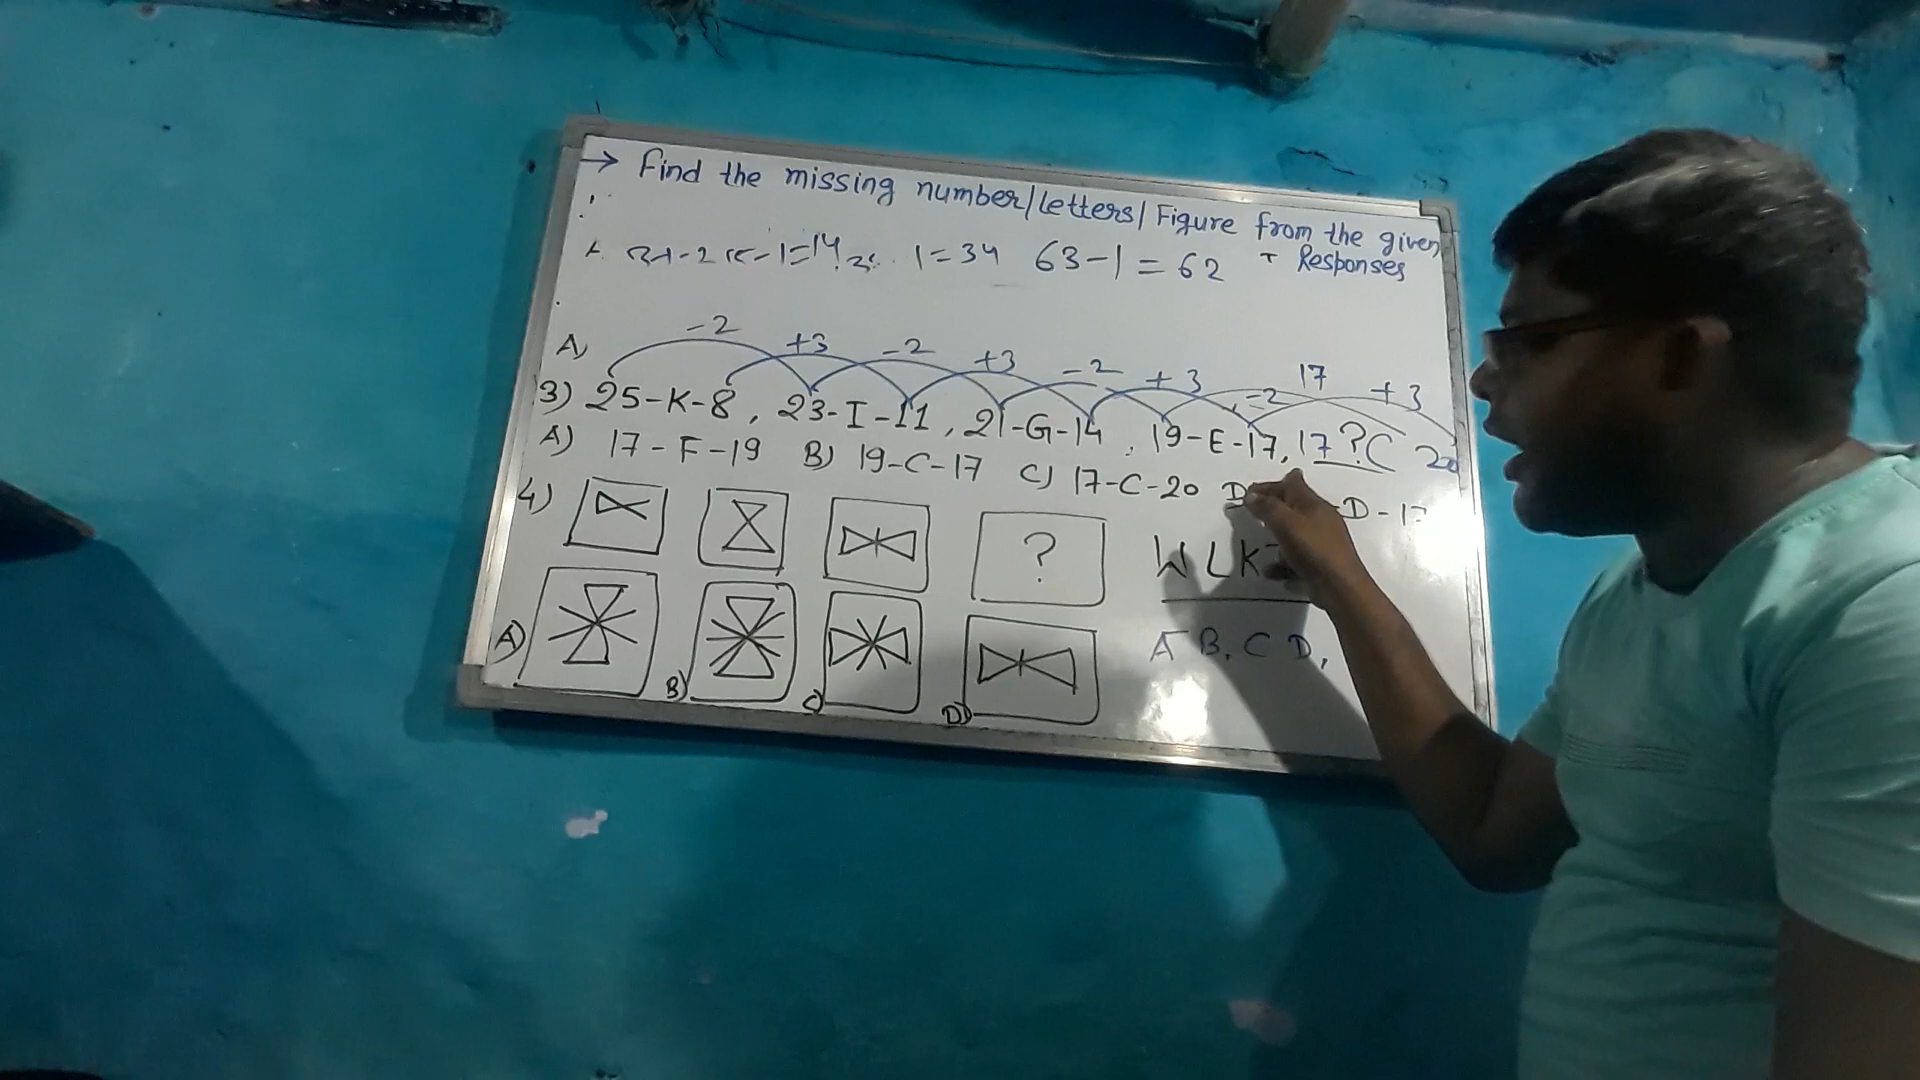 → Find the missing number/Letters/Figure from the given
Responses
1=34 63-1=62
-2 +3 -2 +3 -2 +3 -2 17 +3
A)
3) 25-K-8, 23-I-11, 21-G-14, 19-E-17, 17 ? C 20
A) 17-F-19 B) 19-C-17 C) 17-C-20 D -D-17
4) ?
W L K
A) B) C) D)
A B, C D,